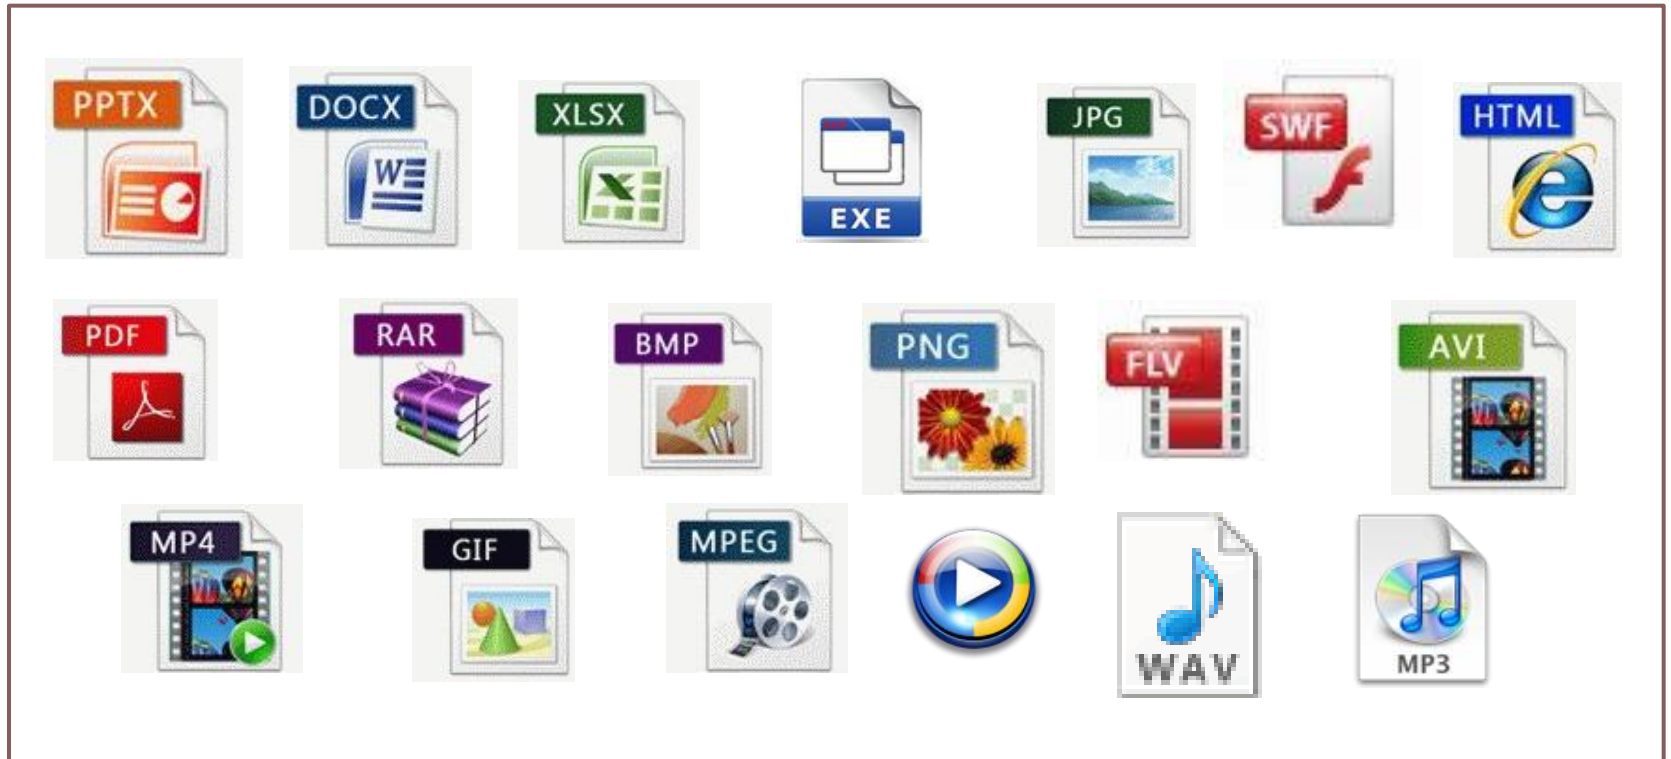 PPTX
DOCX
XLSX
EXE
JPG
SWF
HTML
PDF
RAR
BMP
PNG
FLV
AVI
MP4
GIF
MPEG
WAV
MP3